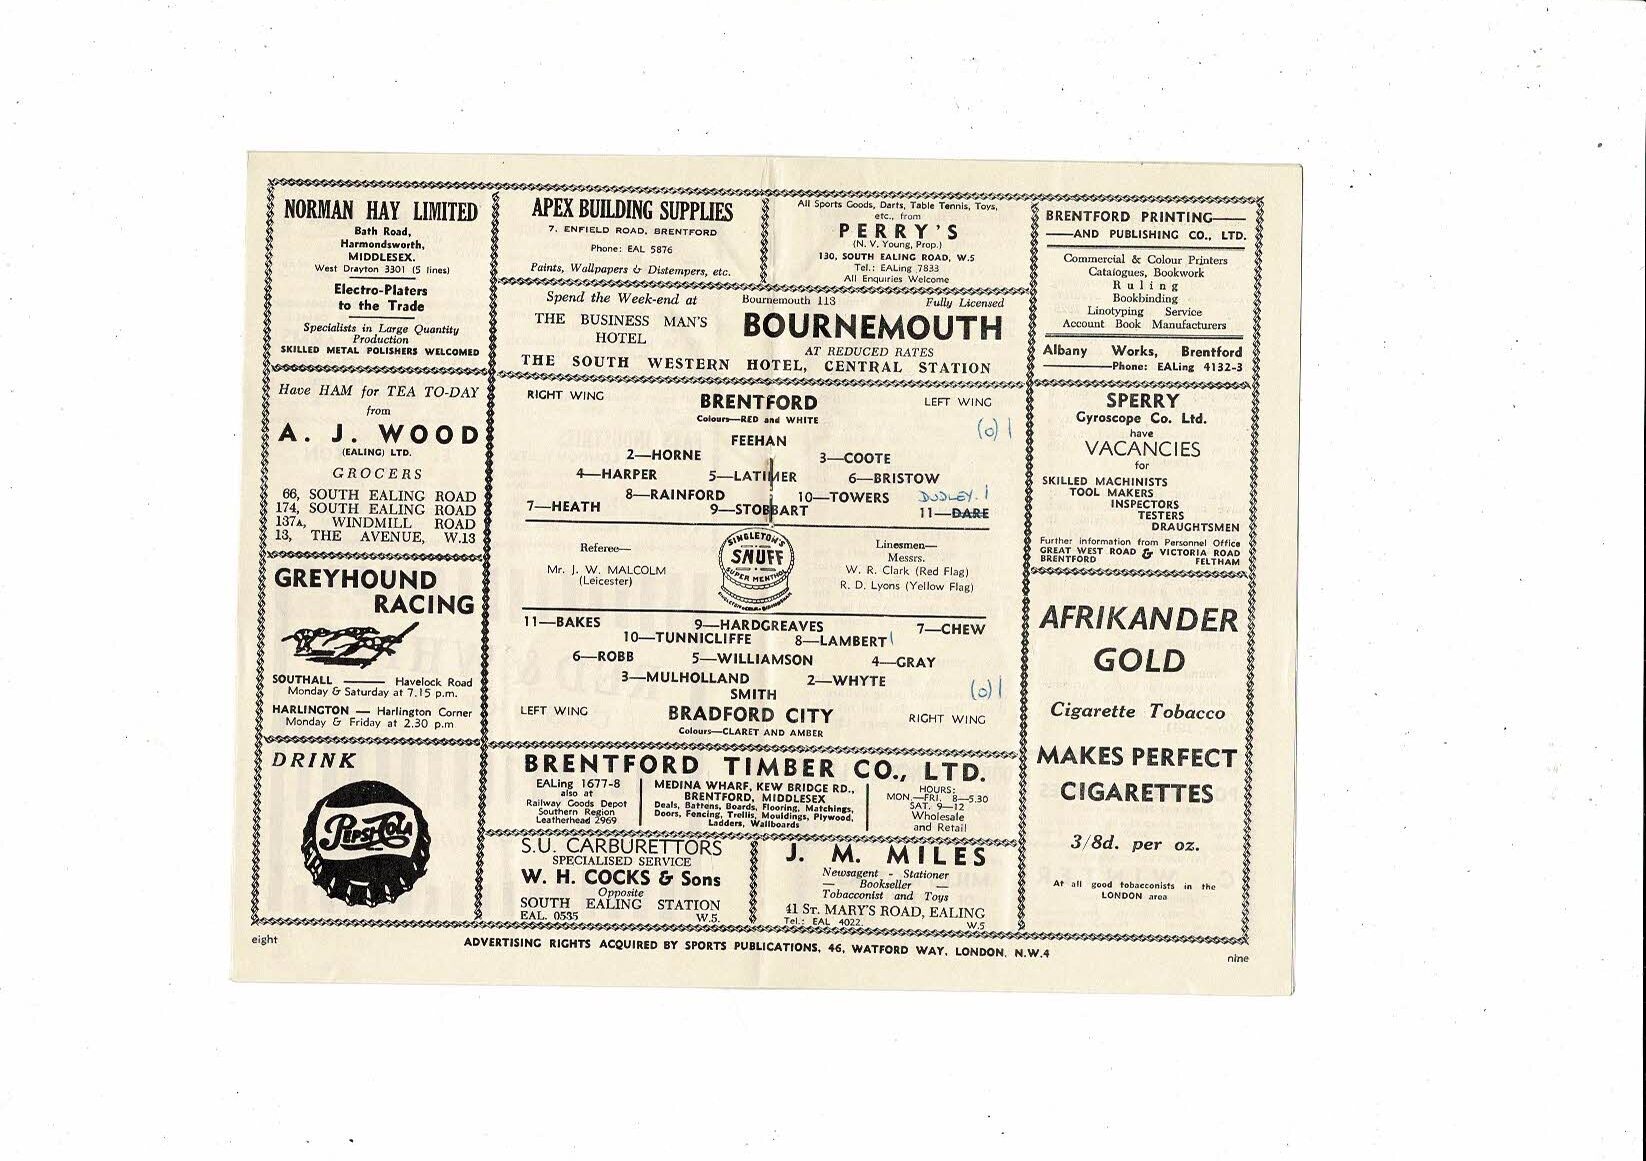 NORMAN HAY LIMITED
Bath Road,
Harmondsworth,
MIDDLESEX.
West Drayton 3301 (5 lines)
Electro-Platers
to the Trade
Specialists in Large Quantity
Production
SKILLED METAL POLISHERS WELCOMED
Have HAM for TEA TO-DAY
from
A. J. WOOD
(EALING) LTD.
GROCERS
66, SOUTH EALING ROAD
174, SOUTH EALING ROAD
137A, WINDMILL ROAD
13, THE AVENUE, W.13
GREYHOUND
RACING
SOUTHALL —— Havelock Road
Monday & Saturday at 7.15 p.m.
HARLINGTON — Harlington Corner
Monday & Friday at 2.30 p.m
DRINK
PEPSI-COLA
APEX BUILDING SUPPLIES
7, ENFIELD ROAD, BRENTFORD
Phone: EAL 5876
Paints, Wallpapers & Distempers, etc.
All Sports Goods, Darts, Table Tennis, Toys,
etc., from
PERRY'S
(N. V. Young, Prop.)
130, SOUTH EALING ROAD, W.5
Tel.: EALing 7833
All Enquiries Welcome
Spend the Week-end at Bournemouth 113 Fully Licensed
THE BUSINESS MAN'S
HOTEL
BOURNEMOUTH
AT REDUCED RATES
THE SOUTH WESTERN HOTEL, CENTRAL STATION
RIGHT WING BRENTFORD LEFT WING
Colours—RED and WHITE
(0) 1
FEEHAN
2—HORNE 3—COOTE
4—HARPER 5—LATIMER 6—BRISTOW
8—RAINFORD 10—TOWERS DUDLEY. 1
7—HEATH 9—STOBBART 11—DARE
Referee—
Mr. J. W. MALCOLM
(Leicester)
SINGLETON'S
SNUFF
SUPER MENTHOL
Linesmen—
Messrs.
W. R. Clark (Red Flag)
R. D. Lyons (Yellow Flag)
11—BAKES 9—HARDGREAVES 7—CHEW
10—TUNNICLIFFE 8—LAMBERT 1
6—ROBB 5—WILLIAMSON 4—GRAY
3—MULHOLLAND 2—WHYTE
SMITH (0) 1
LEFT WING BRADFORD CITY RIGHT WING
Colours—CLARET AND AMBER
BRENTFORD TIMBER CO., LTD.
EALing 1677-8
also at
Railway Goods Depot
Southern Region
Leatherhead 2969
MEDINA WHARF, KEW BRIDGE RD.,
BRENTFORD, MIDDLESEX
Deals, Battens, Boards, Flooring, Matchings,
Doors, Fencing, Trellis, Mouldings, Plywood,
Ladders, Wallboards
HOURS:
MON.—FRI. 8—5.30
SAT. 9—12
Wholesale
and Retail
S.U. CARBURETTORS
SPECIALISED SERVICE
W. H. COCKS & Sons
Opposite
SOUTH EALING STATION
EAL. 0535 W.5.
J. M. MILES
Newsagent - Stationer
— Bookseller —
Tobacconist and Toys
41 ST. MARY'S ROAD, EALING
Tel.: EAL 4022. W.5
BRENTFORD PRINTING——
——AND PUBLISHING CO., LTD.
Commercial & Colour Printers
Catalogues, Bookwork
Ruling
Bookbinding
Linotyping Service
Account Book Manufacturers
Albany Works, Brentford
———Phone: EALing 4132-3
SPERRY
Gyroscope Co. Ltd.
have
VACANCIES
for
SKILLED MACHINISTS
TOOL MAKERS
INSPECTORS
TESTERS
DRAUGHTSMEN
Further information from Personnel Office
GREAT WEST ROAD & VICTORIA ROAD
BRENTFORD FELTHAM
AFRIKANDER
GOLD
Cigarette Tobacco
MAKES PERFECT
CIGARETTES
3/8d. per oz.
At all good tobacconists in the
LONDON area
eight
ADVERTISING RIGHTS ACQUIRED BY SPORTS PUBLICATIONS, 46, WATFORD WAY, LONDON, N.W.4
nine